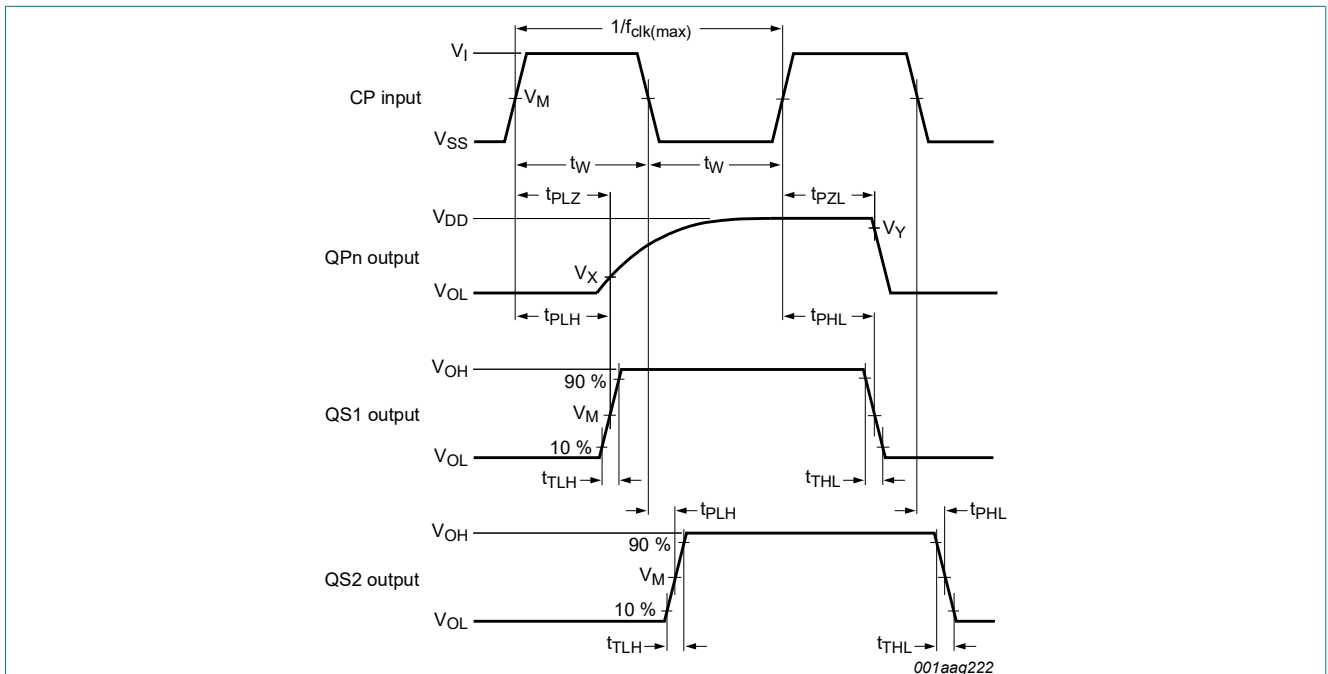 1/fclk(max)
VI
CP input
VM
VSS
tW
tW
tPLZ
tPZL
VDD
VY
QPn output
VX
VOL
tPLH
tPHL
VOH
90 %
QS1 output
VM
10 %
VOL
tTLH
tTHL
tPLH
tPHL
VOH
90 %
QS2 output
VM
10 %
VOL
tTLH
tTHL
001aag222